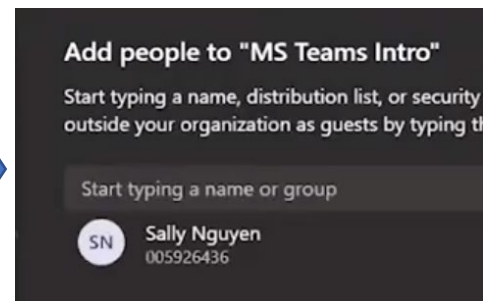 Add people to "MS Teams Intro"
Start typing a name, distribution list, or security
outside your organization as guests by typing th
Start typing a name or group
SN
Sally Nguyen
005926436